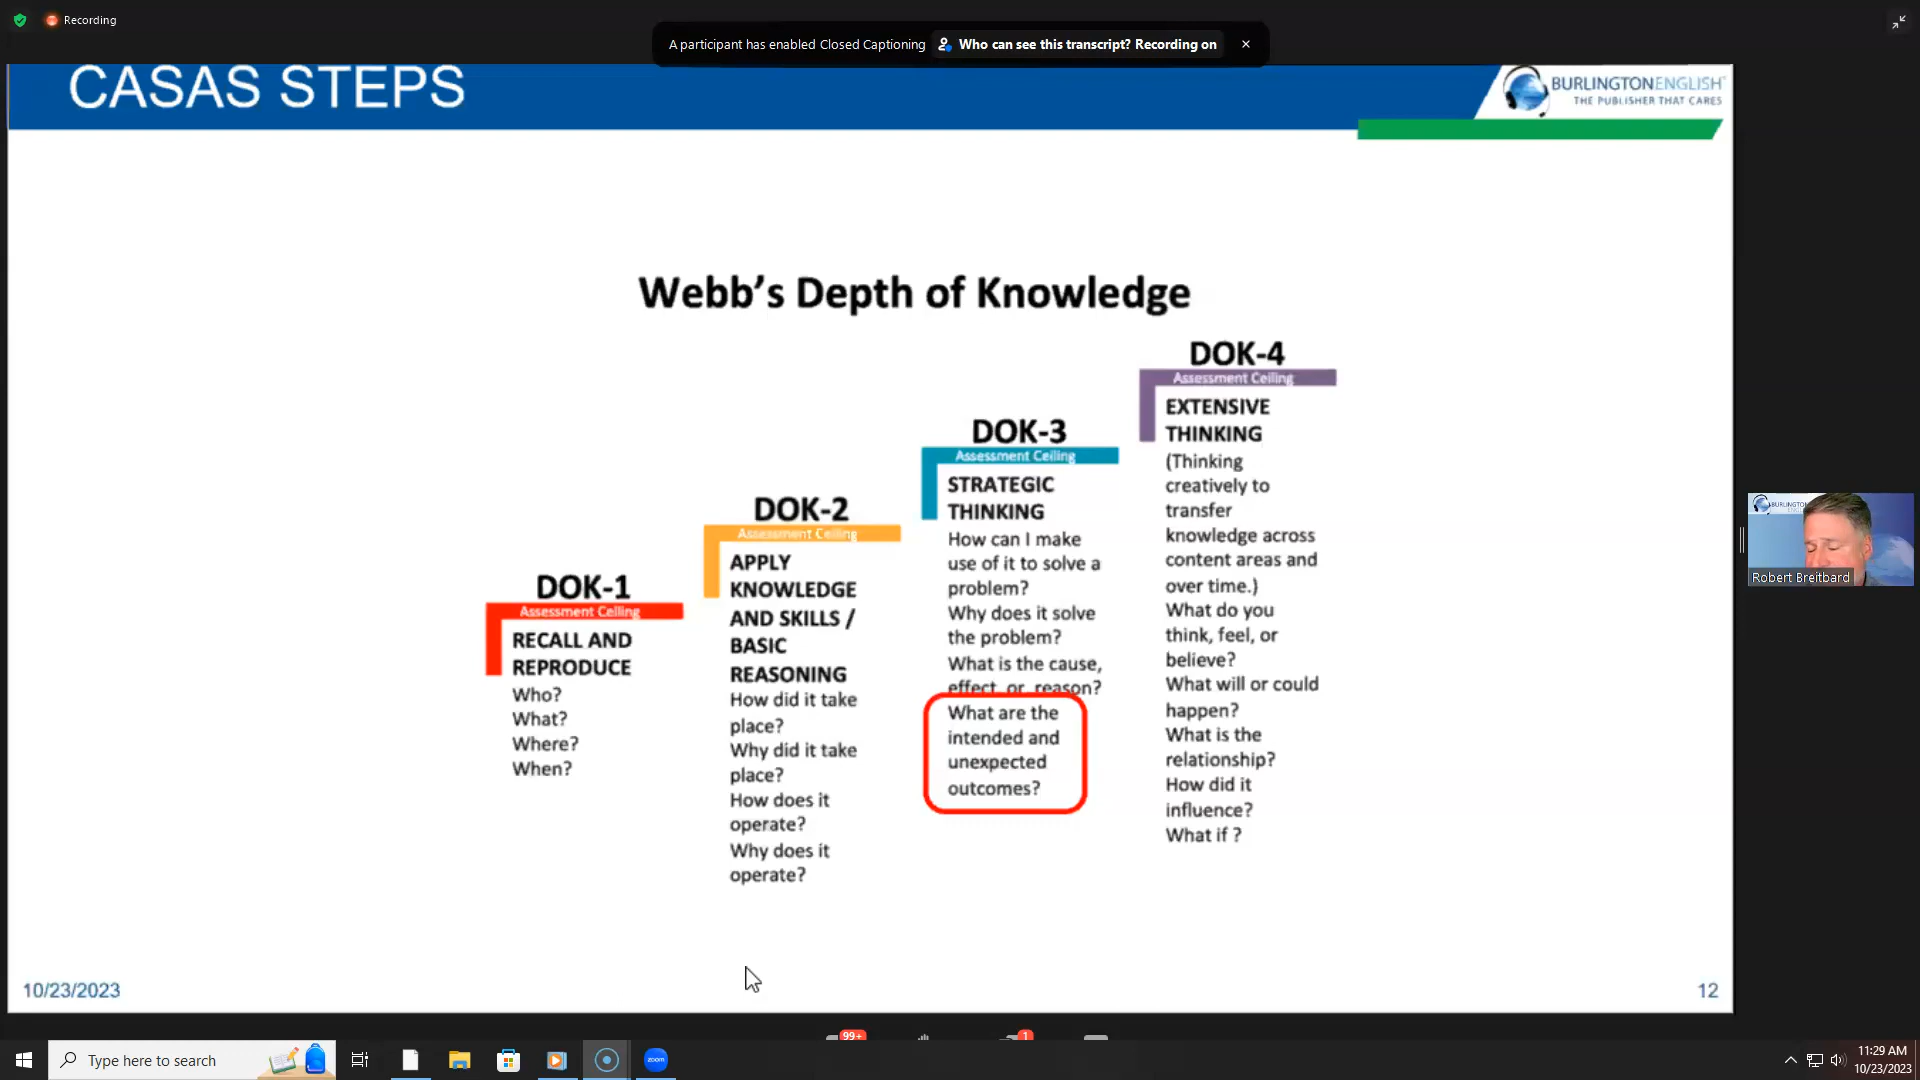 Recording
A participant has enabled Closed Captioning
Who can see this transcript? Recording on
CASAS STEPS
BURLINGTONENGLISH
THE PUBLISHER THAT CARES
Webb's Depth of Knowledge
DOK-1
Assessment Ceiling
RECALL AND
REPRODUCE
Who?
What?
Where?
When?
DOK-2
Assessment Ceiling
APPLY
KNOWLEDGE
AND SKILLS /
BASIC
REASONING
How did it take
place?
Why did it take
place?
How does it
operate?
Why does it
operate?
DOK-3
Assessment Ceiling
STRATEGIC
THINKING
How can I make
use of it to solve a
problem?
Why does it solve
the problem?
What is the cause,
effect, or reason?
What are the
intended and
unexpected
outcomes?
DOK-4
Assessment Ceiling
EXTENSIVE
THINKING
(Thinking
creatively to
transfer
knowledge across
content areas and
over time.)
What do you
think, feel, or
believe?
What will or could
happen?
What is the
relationship?
How did it
influence?
What if ?
Robert Breitbard
10/23/2023
12
99+
1
Type here to search
zoom
11:29 AM
10/23/2023